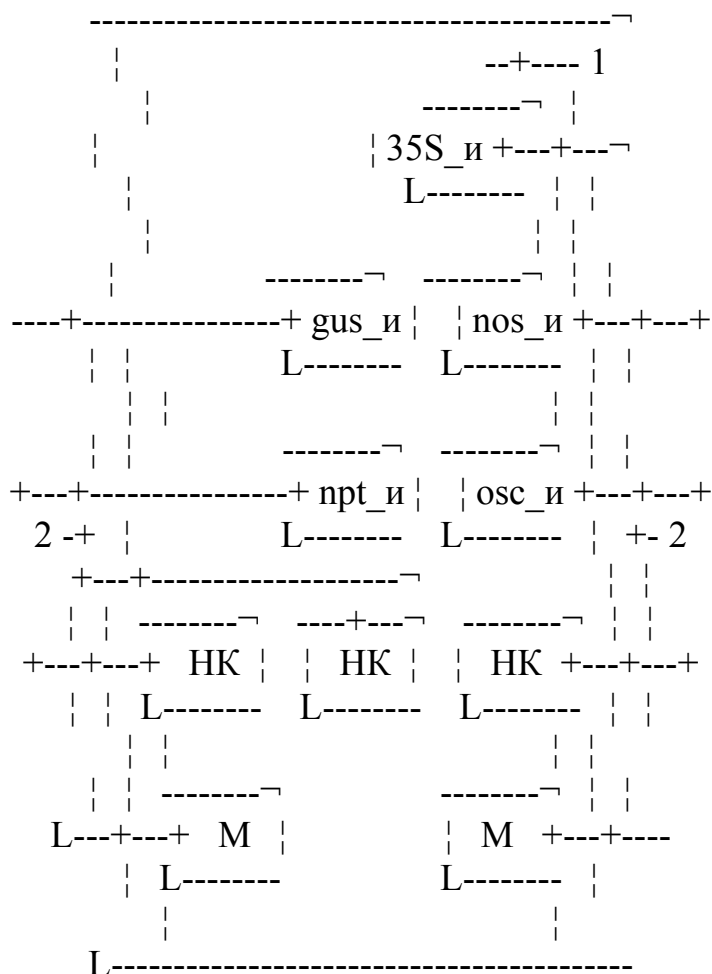 1
35S_и
gus_и nos_и
npt_и osc_и
2 2
НК НК НК
М М